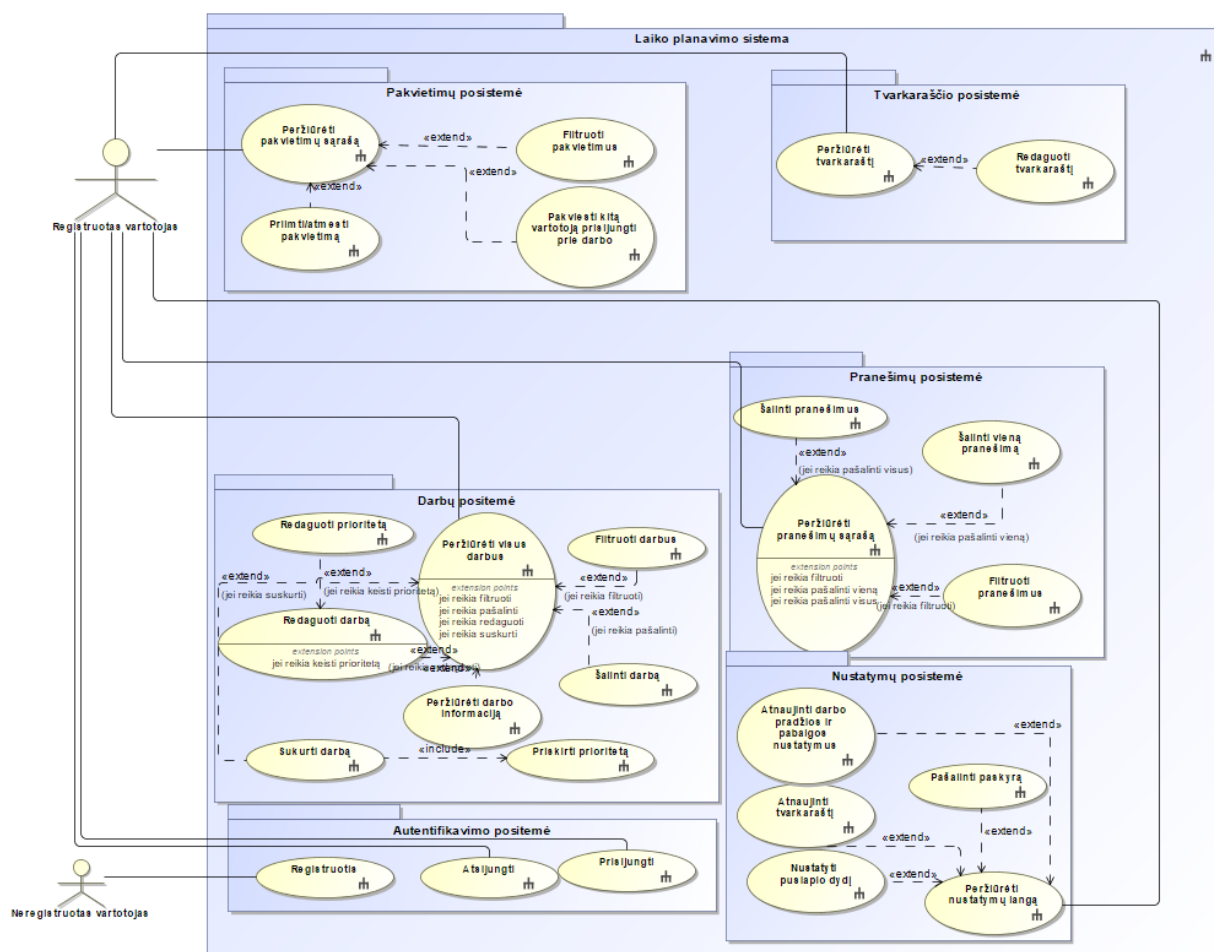 Laiko planavimo sistema
Pakvietimų posistemė
Peržiūrėti
pakvietimų sąrašą
«extend»
Filtruoti
pakvietimus
«extend»
«extend»
Priimti/atmesti
pakvietimą
Pakviesti kitą
vartotoją prisijungti
prie darbo
Tvarkaraščio posistemė
Peržiūrėti
tvarkaraštį
«extend»
Redaguoti
tvarkaraštį
Registruotas vartotojas
Pranešimų posistemė
Šalinti pranešimus
«extend»
(jei reikia pašalinti visus)
Šalinti vieną
pranešimą
«extend»
(jei reikia pašalinti vieną)
Peržiūrėti
pranešimų sąrašą
extension points
jei reikia filtruoti
jei reikia pašalinti vieną
jei reikia pašalinti visus
«extend»
(jei reikia filtruoti)
Filtruoti
pranešimus
Darbų positemė
Redaguoti prioritetą
Peržiūrėti visus
darbus
extension points
jei reikia filtruoti
jei reikia pašalinti
jei reikia redaguoti
jei reikia suskurti
Filtruoti darbus
«extend»
(jei reikia suskurti)
«extend»
(jei reikia keisti prioritetą)
«extend»
(jei reikia filtruoti)
«extend»
(jei reikia pašalinti)
Redaguoti darbą
extension points
jei reikia keisti prioritetą
«extend»
(jei reikia
«extend»
Šalinti darbą
Peržiūrėti darbo
informaciją
Sukurti darbą
«include»
Priskirti prioritetą
Nustatymų posistemė
Atnaujinti darbo
pradžios ir
pabaigos
nustatymus
«extend»
Pašalinti paskyrą
«extend»
Atnaujinti
tvarkaraštį
«extend»
Nustatyti
puslapio dydį
«extend»
Peržiūrėti
nustatymų langą
Autentifikavimo positemė
Registruotis
Atsijungti
Prisijungti
Neregistruotas vartotojas